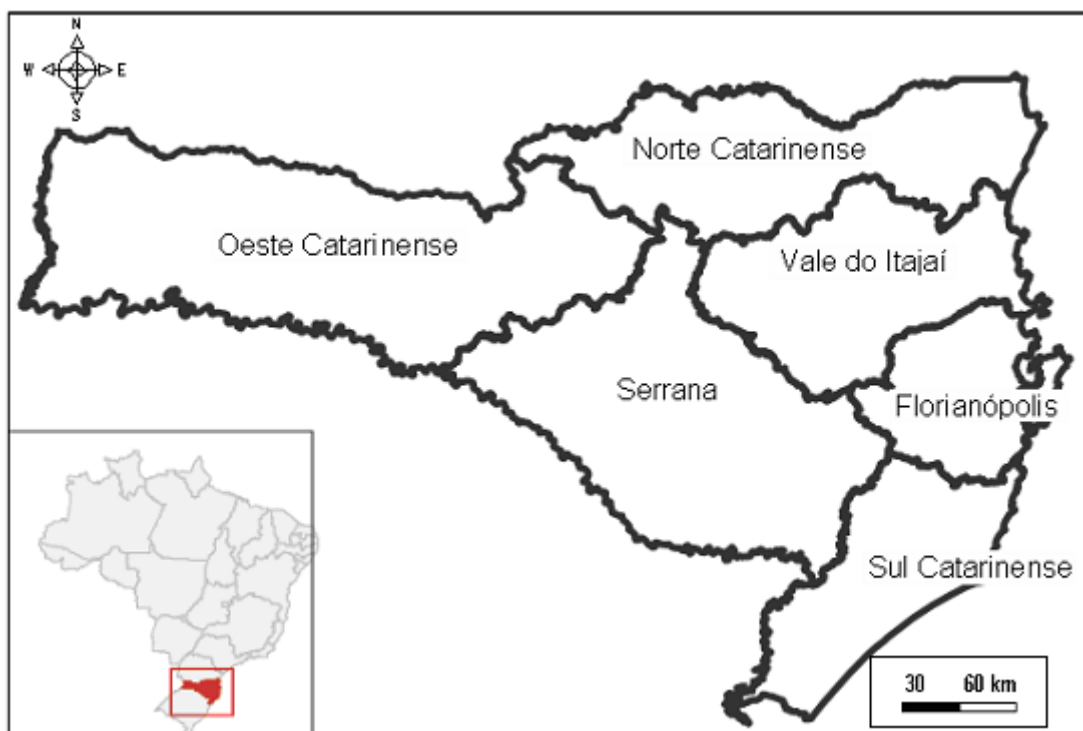 N
W E
S
Norte Catarinense
Oeste Catarinense
Vale do Itajaí
Serrana
Florianópolis
Sul Catarinense
30 60 km